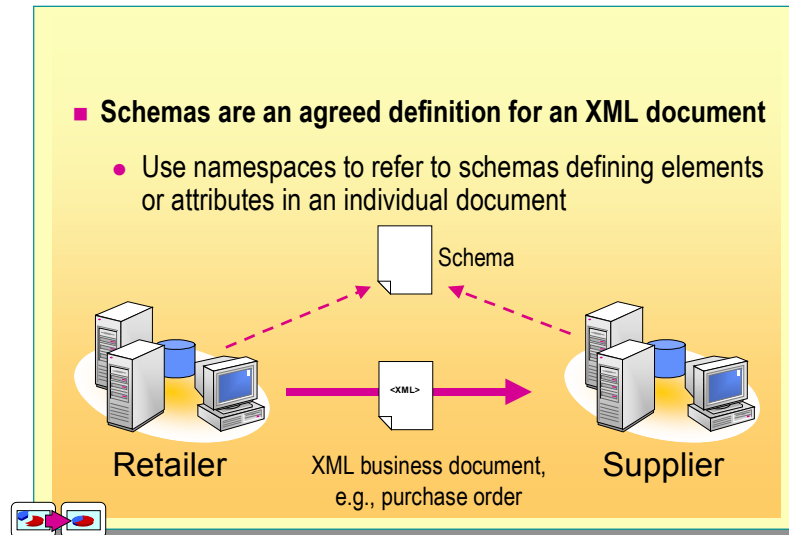 Schemas are an agreed definition for an XML document
Use namespaces to refer to schemas defining elements
or attributes in an individual document
Schema
<XML>
Retailer
XML business document,
e.g., purchase order
Supplier